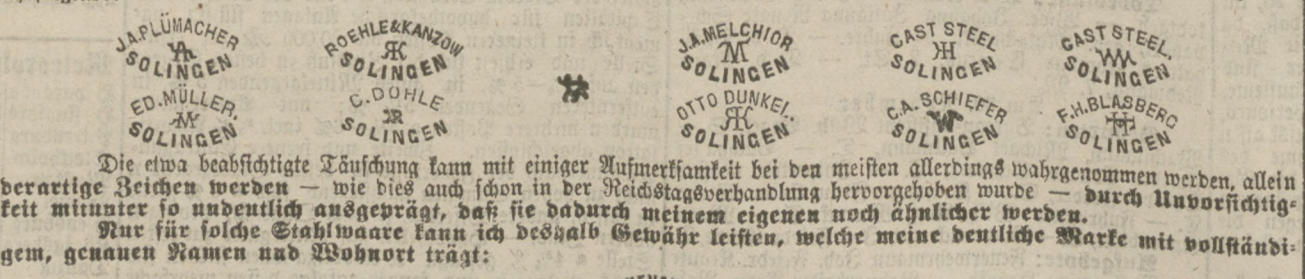 J.A.PLÜMACHER
SOLINGEN
ROEHLE&KANZOW
RK
SOLINGEN
J.A.MELCHIOR
M
SOLINGEN
CAST STEEL
SOLINGEN
CAST STEEL.
SOLINGEN
ED.MÜLLER.
SOLINGEN
C.DOHLE
SOLINGEN
OTTO DUNKEL.
RK
SOLINGEN
C.A.SCHIEFER
W
SOLINGEN
F.H.BLASBERG
SOLINGEN
Die etwa beabsichtigte Täuschung kann mit einiger Aufmerksamkeit bei den meisten allerdings wahrgenommen werden, allein
derartige Zeichen werden — wie dies auch schon in der Reichstagsverhandlung hervorgehoben wurde — durch Unvorsichtig-
keit mitunter so undeutlich ausgeprägt, daß sie dadurch meinem eigenen noch ähnlicher werden.
Nur für solche Stahlwaare kann ich deshalb Gewähr leisten, welche meine deutliche Marke mit vollständi-
gem, genauen Namen und Wohnort trägt: